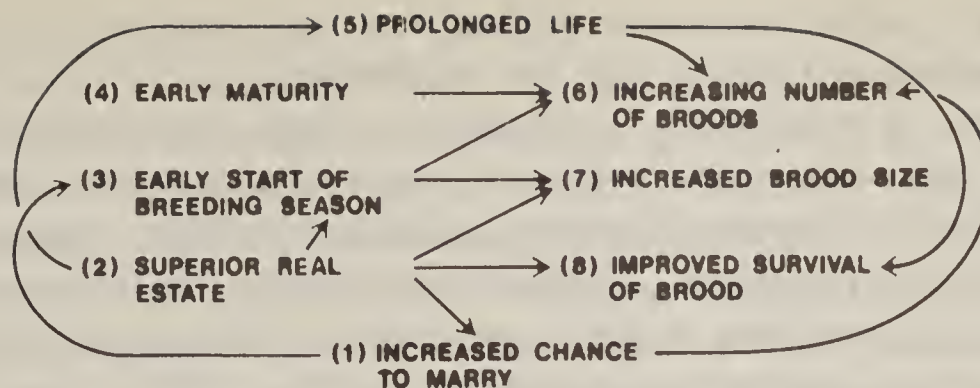 (5) PROLONGED LIFE
(4) EARLY MATURITY
(6) INCREASING NUMBER
OF BROODS
(3) EARLY START OF
BREEDING SEASON
(7) INCREASED BROOD SIZE
(2) SUPERIOR REAL
ESTATE
(8) IMPROVED SURVIVAL
OF BROOD
(1) INCREASED CHANCE
TO MARRY